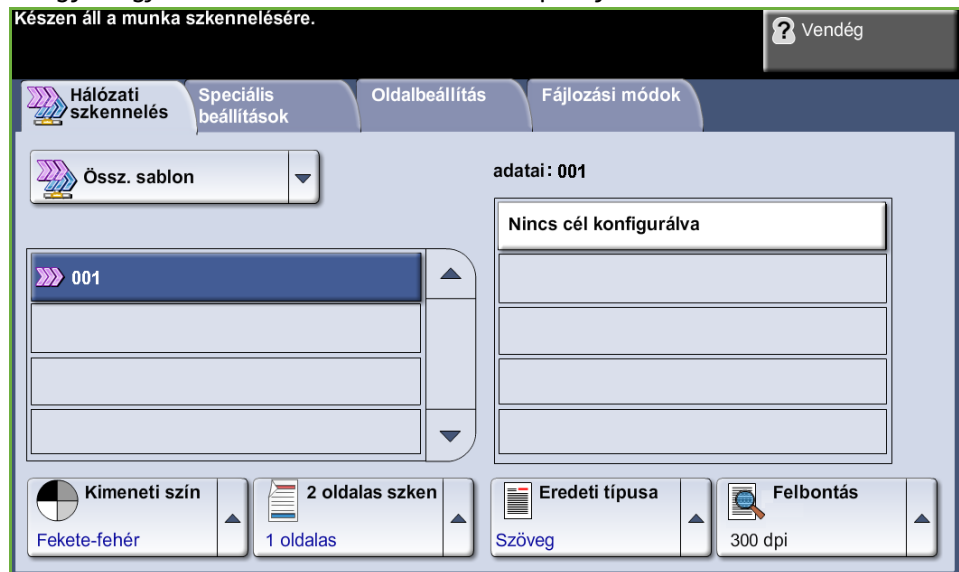 Készen áll a munka szkennelésére.
? Vendég
Hálózati szkennelés
Speciális beállítások
Oldalbeállítás
Fájlozási módok
Össz. sablon
adatai: 001
Nincs cél konfigurálva
001
Kimeneti szín
Fekete-fehér
2 oldalas szken
1 oldalas
Eredeti típusa
Szöveg
Felbontás
300 dpi